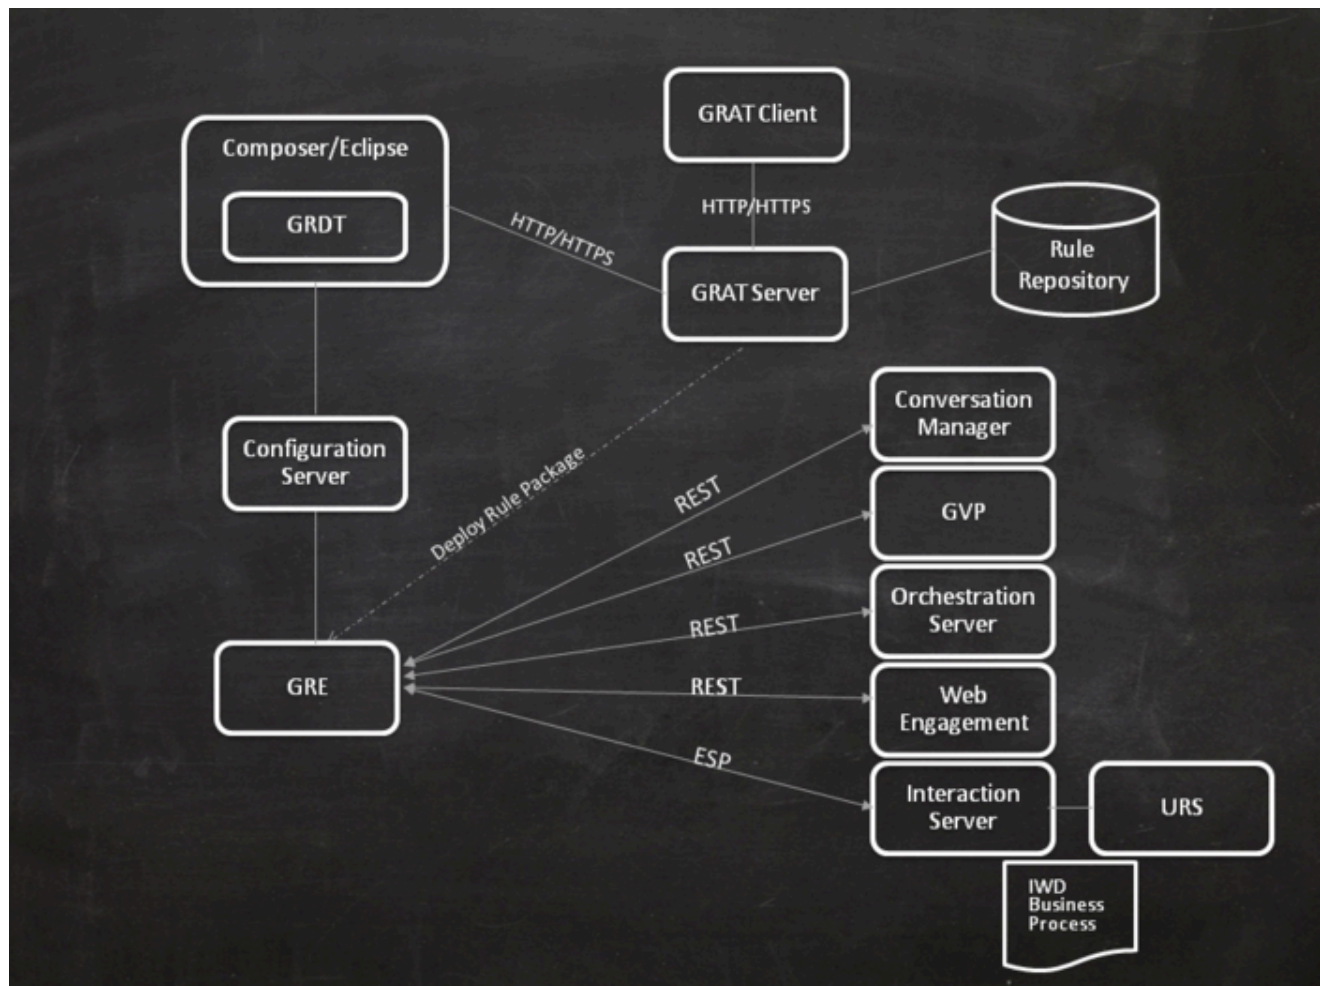 GRAT Client
Composer/Eclipse
GRDT
HTTP/HTTPS
HTTP/HTTPS
GRAT Server
Rule
Repository
Conversation
Manager
Configuration
Server
Deploy Rule Package
REST
GVP
REST
Orchestration
Server
REST
GRE
REST
Web
Engagement
ESP
Interaction
Server
URS
IWD
Business
Process